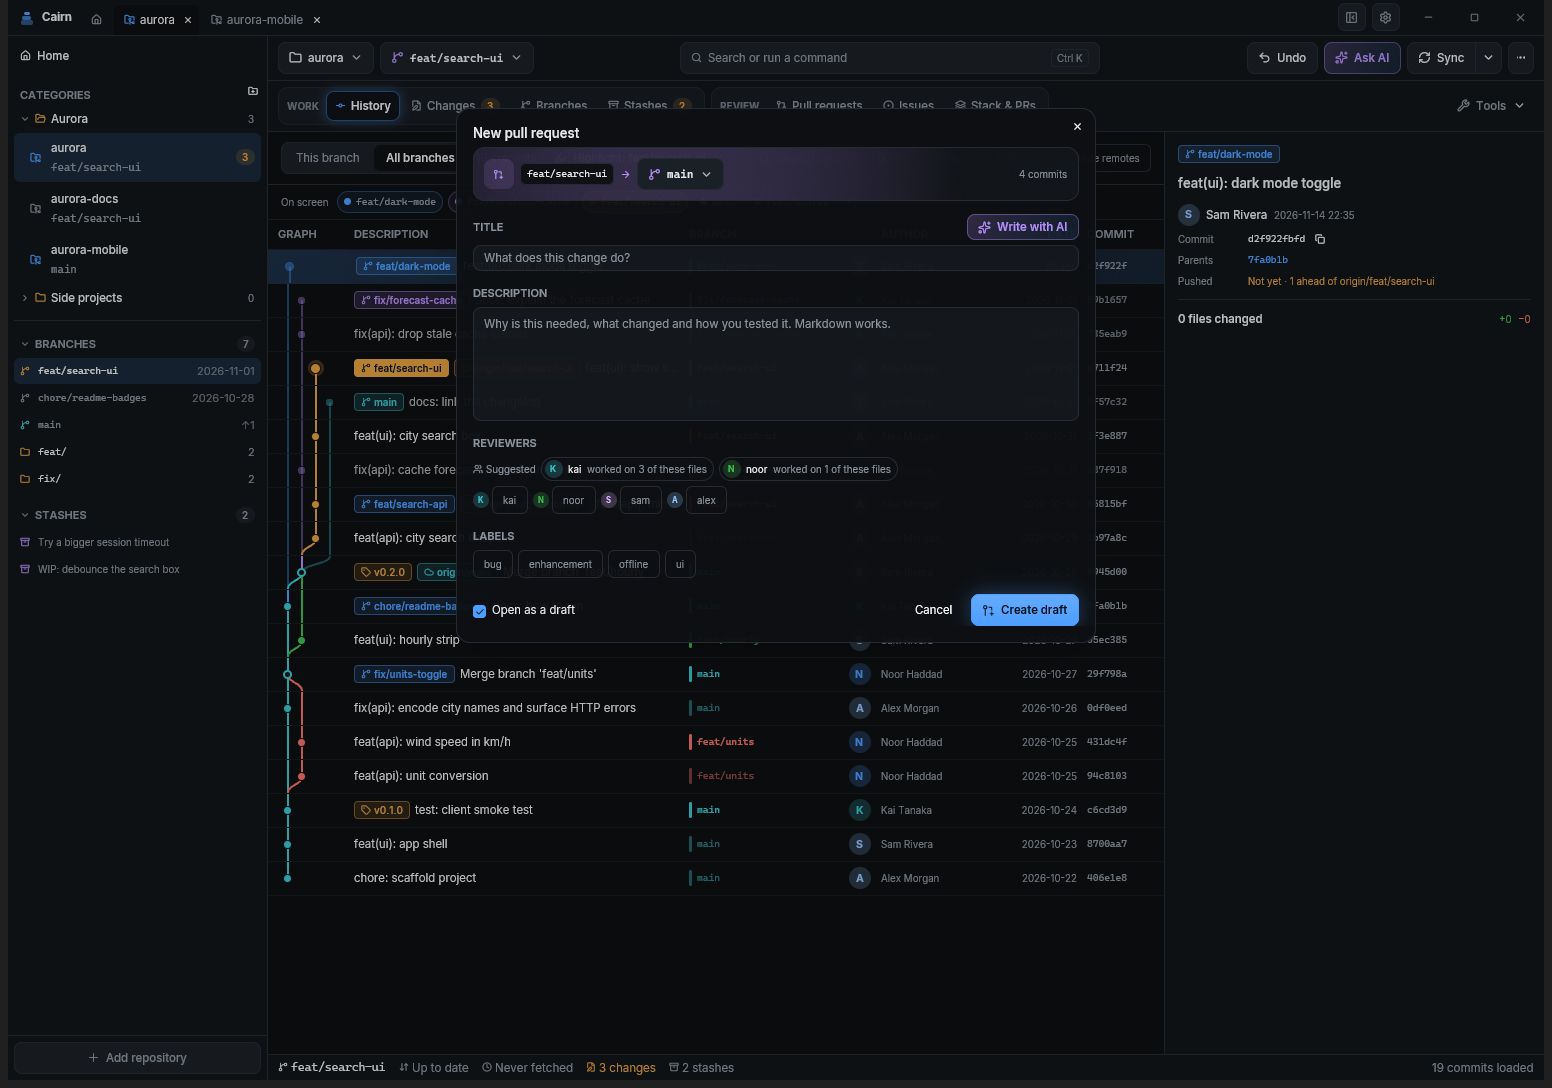 Cairn
aurora
aurora-mobile
Home
aurora
feat/search-ui
Search or run a command
Ctrl K
Undo
Ask AI
Sync
CATEGORIES
Aurora 3
aurora
feat/search-ui
3
aurora-docs
feat/search-ui
aurora-mobile
main
Side projects 0
BRANCHES 7
feat/search-ui 2026-11-01
chore/readme-badges 2026-10-28
main ↑1
feat/ 2
fix/ 2
STASHES 2
Try a bigger session timeout
WIP: debounce the search box
Add repository
WORK
History
Changes 3
Branches
Stashes 2
REVIEW
Pull requests
Issues
Stack & PRs
Tools
This branch
All branches
remotes
On screen
feat/dark-mode
GRAPH DESCRIPTION
feat/dark-mode
fix/forecast-cach
fix(api): drop stale
feat/search-ui
main docs: lin
feat(ui): city search
fix(api): cache fore
feat/search-api
feat(api): city searc
v0.2.0 orig
chore/readme-ba
feat(ui): hourly strip
fix/units-toggle Merge branch 'feat/units' main N Noor Haddad 2026-10-27 29f798a
fix(api): encode city names and surface HTTP errors main A Alex Morgan 2026-10-26 0df0eed
feat(api): wind speed in km/h feat/units N Noor Haddad 2026-10-25 431dc4f
feat(api): unit conversion feat/units N Noor Haddad 2026-10-25 94c8103
v0.1.0 test: client smoke test main K Kai Tanaka 2026-10-24 c6cd3d9
feat(ui): app shell main S Sam Rivera 2026-10-23 8700aa7
chore: scaffold project main A Alex Morgan 2026-10-22 406e1e8
New pull request
feat/search-ui → main
4 commits
TITLE
Write with AI
What does this change do?
DESCRIPTION
Why is this needed, what changed and how you tested it. Markdown works.
REVIEWERS
Suggested K kai worked on 3 of these files N noor worked on 1 of these files
K kai N noor S sam A alex
LABELS
bug enhancement offline ui
Open as a draft
Cancel
Create draft
feat/dark-mode
feat(ui): dark mode toggle
S Sam Rivera 2026-11-14 22:35
Commit d2f922fbfd
Parents 7fa0b1b
Pushed Not yet · 1 ahead of origin/feat/search-ui
0 files changed +0 −0
feat/search-ui
Up to date
Never fetched
3 changes
2 stashes
19 commits loaded